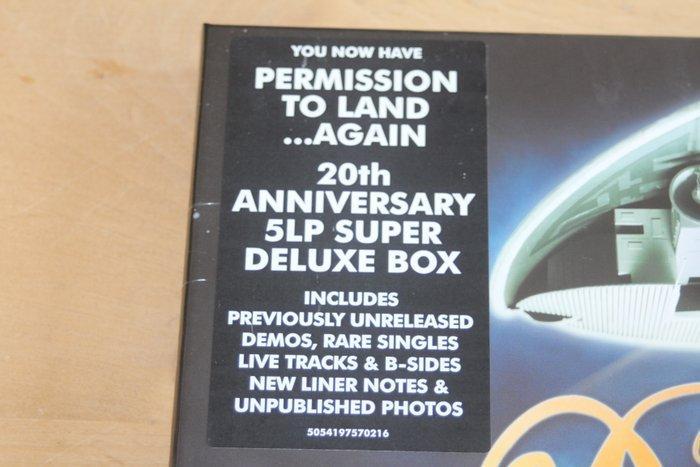 YOU NOW HAVE
PERMISSION
TO LAND
...AGAIN
20th
ANNIVERSARY
5LP SUPER
DELUXE BOX
INCLUDES
PREVIOUSLY UNRELEASED
DEMOS, RARE SINGLES
LIVE TRACKS & B-SIDES
NEW LINER NOTES &
UNPUBLISHED PHOTOS
5054197570216